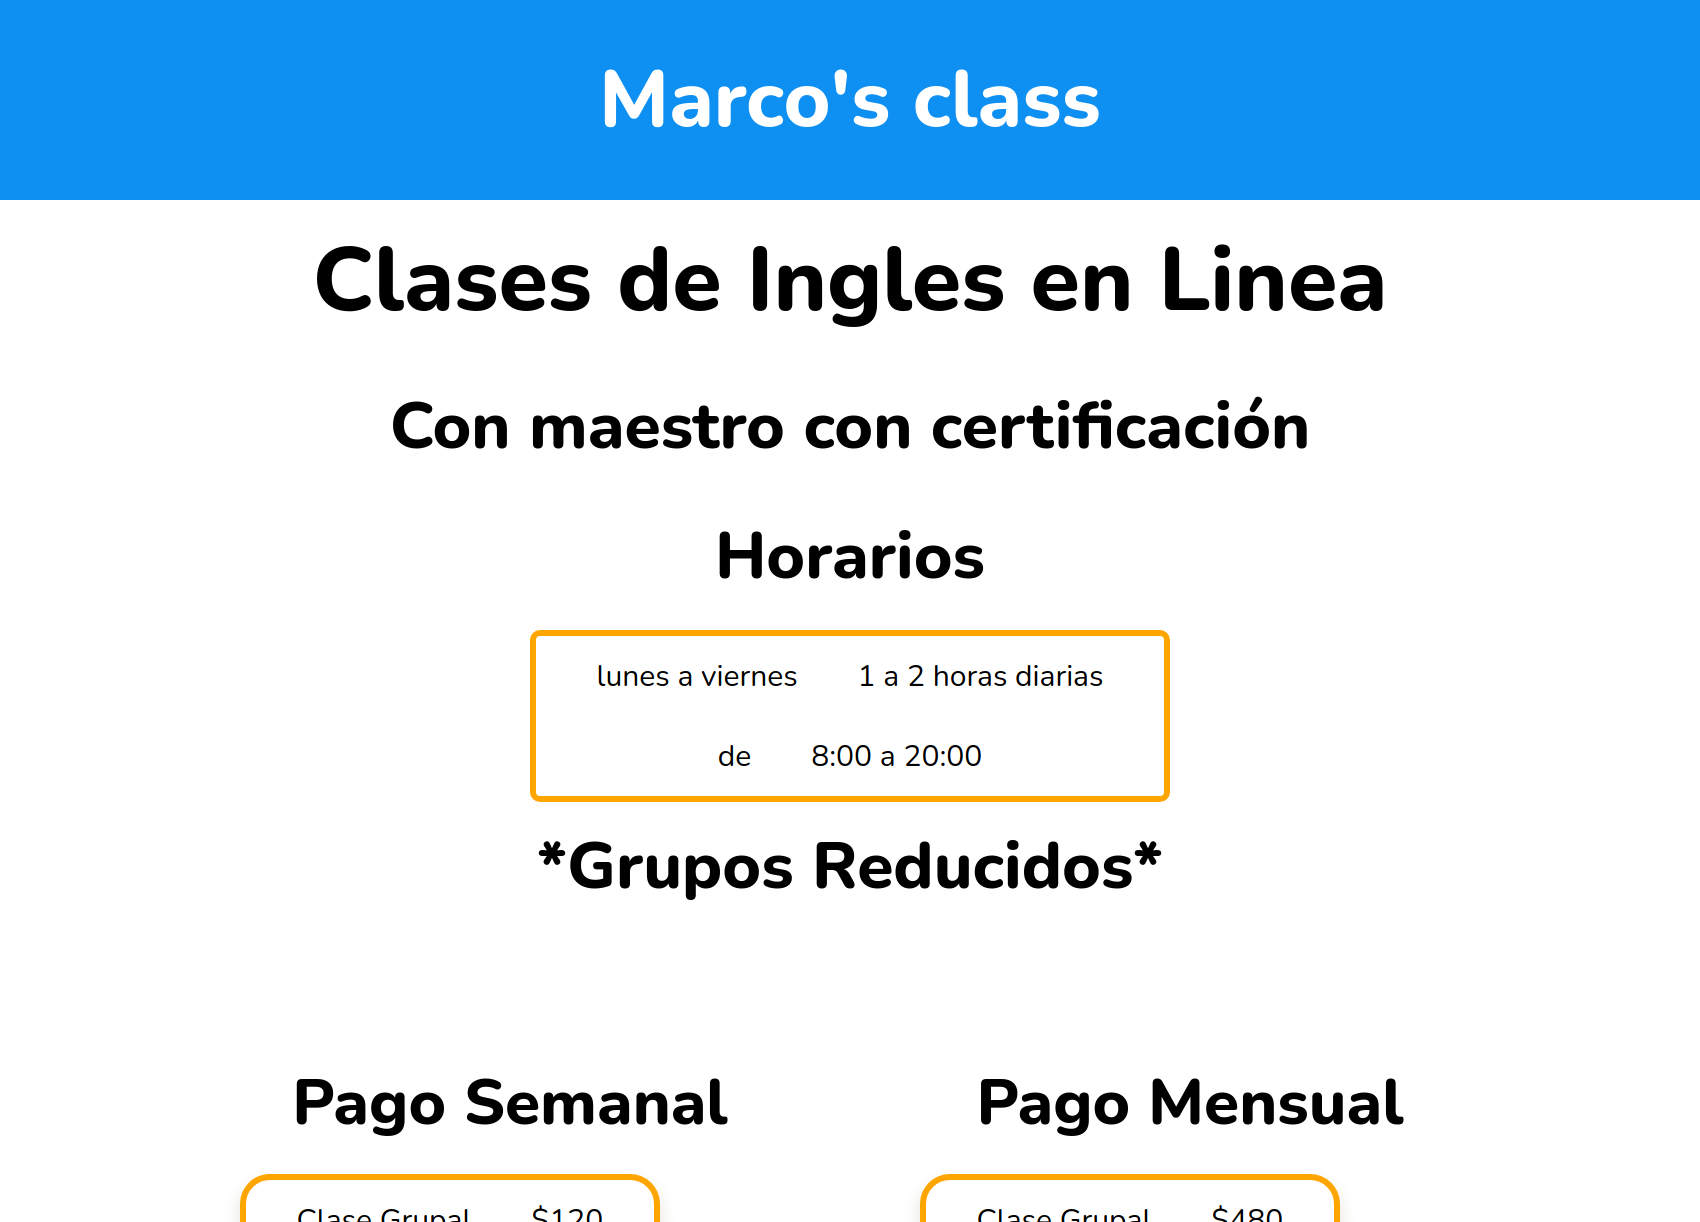 Marco's class
Clases de Ingles en Linea
Con maestro con certificación
Horarios
lunes a viernes 1 a 2 horas diarias
de 8:00 a 20:00
*Grupos Reducidos*
Pago Semanal Pago Mensual
Clase Grupal $120 Clase Grupal $480